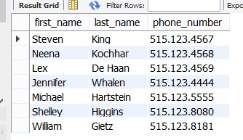 Result Grid Filter Rows: Expo
first_name last_name phone_number
Steven King 515.123.4567
Neena Kochhar 515.123.4568
Lex De Haan 515.123.4569
Jennifer Whalen 515.123.4444
Michael Hartstein 515.123.5555
Shelley Higgins 515.123.8080
William Gietz 515.123.8181